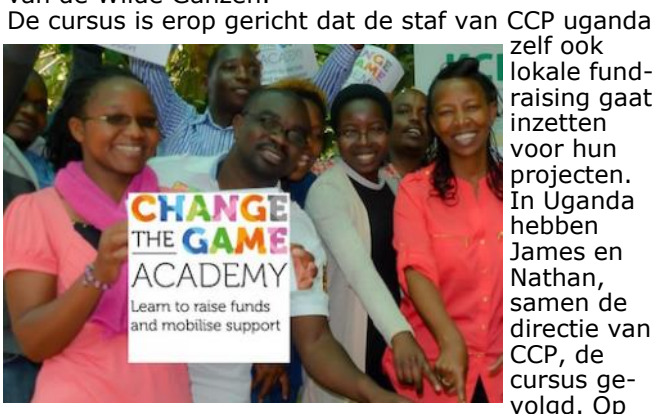 van de Wilde Ganzen.
De cursus is erop gericht dat de staf van CCP uganda
zelf ook
lokale fund-
raising gaat
inzetten
voor hun
projecten.
In Uganda
hebben
James en
Nathan,
samen de
directie van
CCP, de
cursus ge-
volgd. Op
CHANGE
THE GAME
ACADEMY
Learn to raise funds
and mobilise support